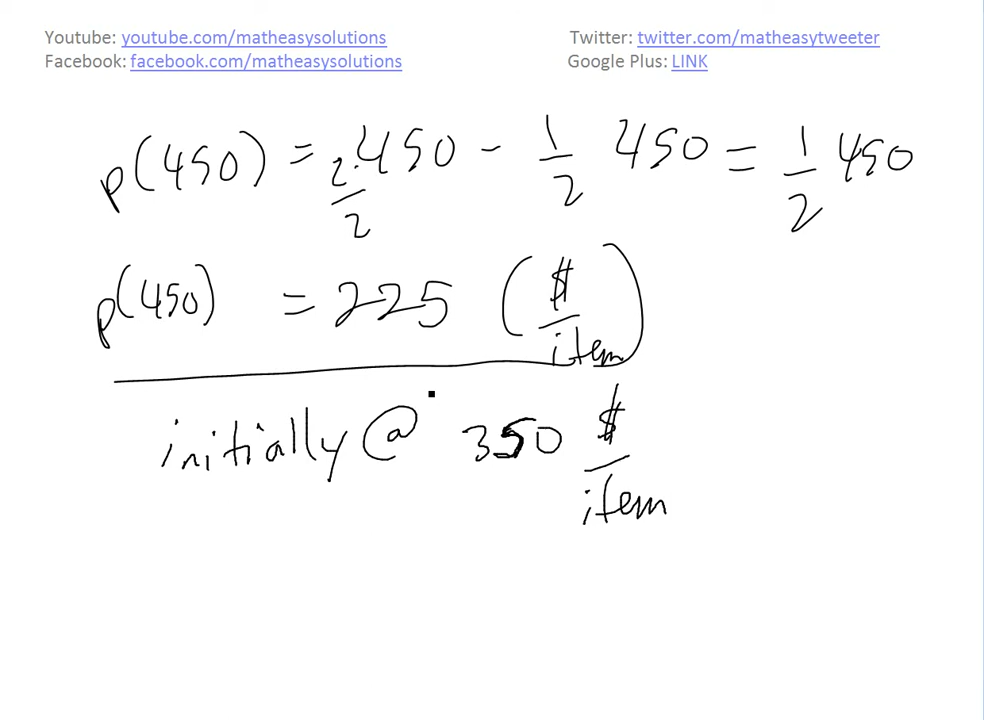 Youtube: youtube.com/matheasysolutions Twitter: twitter.com/matheasytweeter
Facebook: facebook.com/matheasysolutions Google Plus: LINK
p(450) = 2/2·450 - 1/2 450 = 1/2 450
p(450) = 225 ($/item)
initially @ 350 $/item